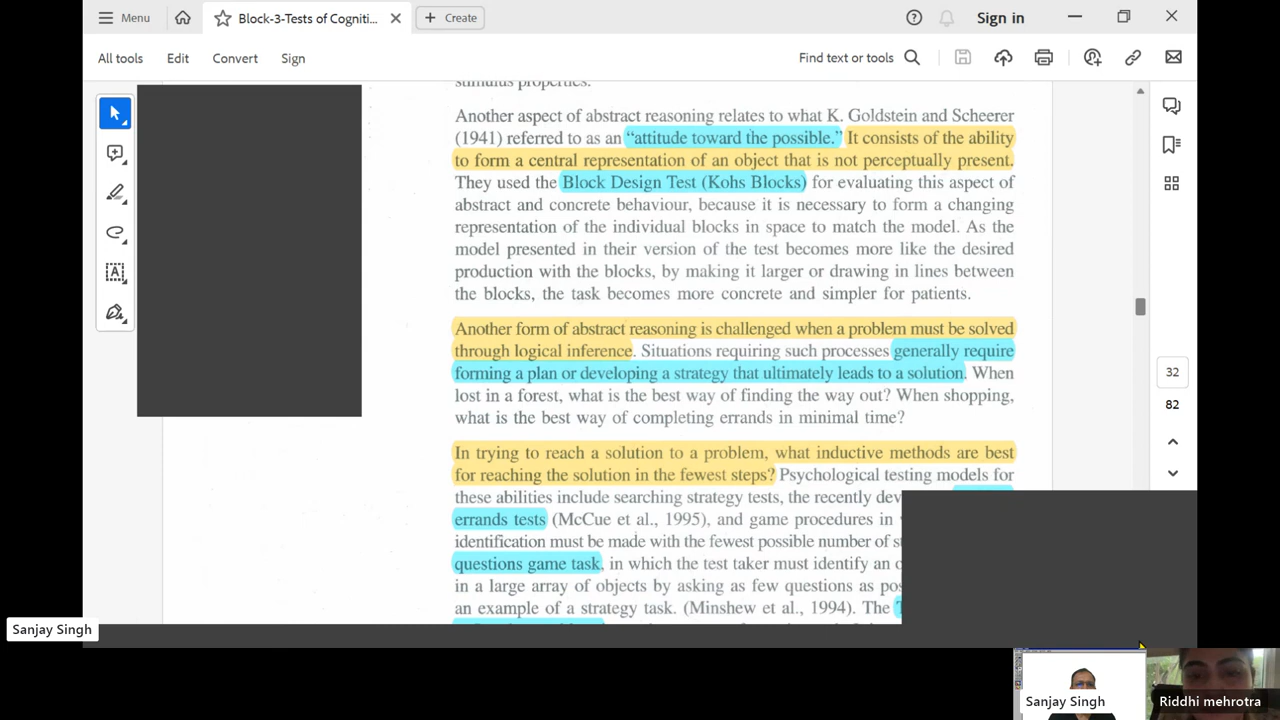 Menu
Block-3-Tests of Cogniti...
Create
Sign in
All tools
Edit
Convert
Sign
Find text or tools
stimulus properties.
Another aspect of abstract reasoning relates to what K. Goldstein and Scheerer
(1941) referred to as an “attitude toward the possible.” It consists of the ability
to form a central representation of an object that is not perceptually present.
They used the Block Design Test (Kohs Blocks) for evaluating this aspect of
abstract and concrete behaviour, because it is necessary to form a changing
representation of the individual blocks in space to match the model. As the
model presented in their version of the test becomes more like the desired
production with the blocks, by making it larger or drawing in lines between
the blocks, the task becomes more concrete and simpler for patients.
Another form of abstract reasoning is challenged when a problem must be solved
through logical inference. Situations requiring such processes generally require
forming a plan or developing a strategy that ultimately leads to a solution. When
lost in a forest, what is the best way of finding the way out? When shopping,
what is the best way of completing errands in minimal time?
In trying to reach a solution to a problem, what inductive methods are best
for reaching the solution in the fewest steps? Psychological testing models for
these abilities include searching strategy tests, the recently dev
errands tests (McCue et al., 1995), and game procedures in
identification must be made with the fewest possible number of s
questions game task, in which the test taker must identify an o
in a large array of objects by asking as few questions as pos
an example of a strategy task. (Minshew et al., 1994). The T
32
82
Sanjay Singh
Sanjay Singh
Riddhi mehrotra